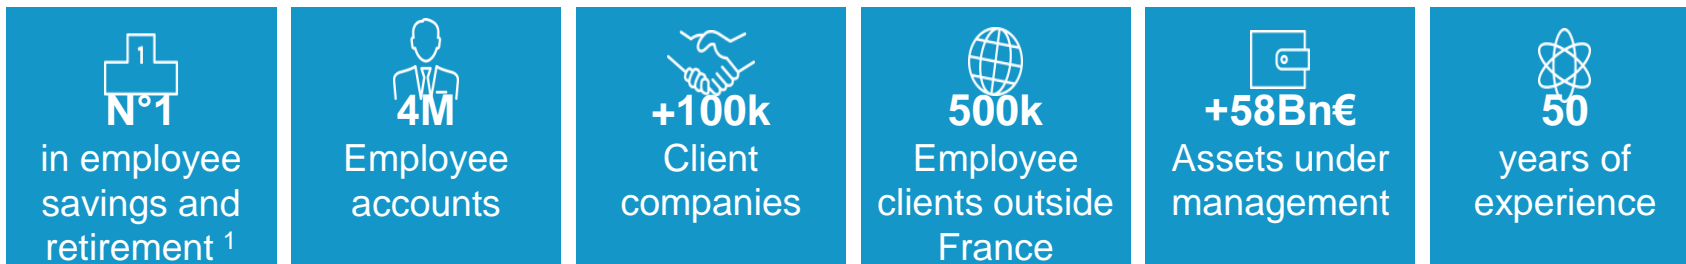 1
N°1
in employee
savings and
retirement 1
4M
Employee
accounts
+100k
Client
companies
500k
Employee
clients outside
France
+58Bn€
Assets under
management
50
years of
experience